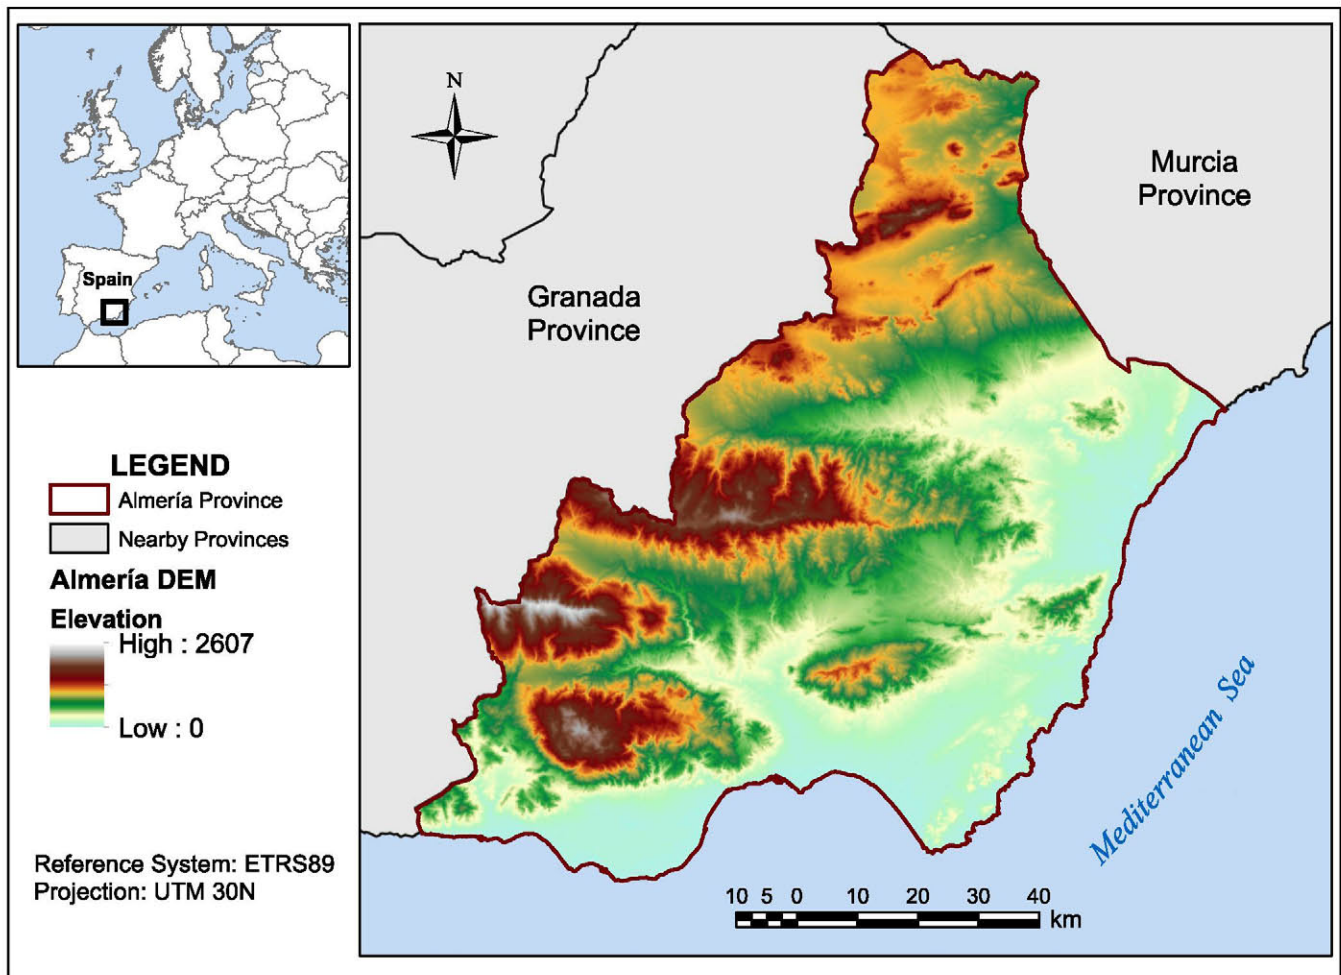 Spain
N
Murcia
Province
Granada
Province
LEGEND
Almería Province
Nearby Provinces
Almería DEM
Elevation
High : 2607
Low : 0
Reference System: ETRS89
Projection: UTM 30N
Mediterranean Sea
10 5 0 10 20 30 40
km